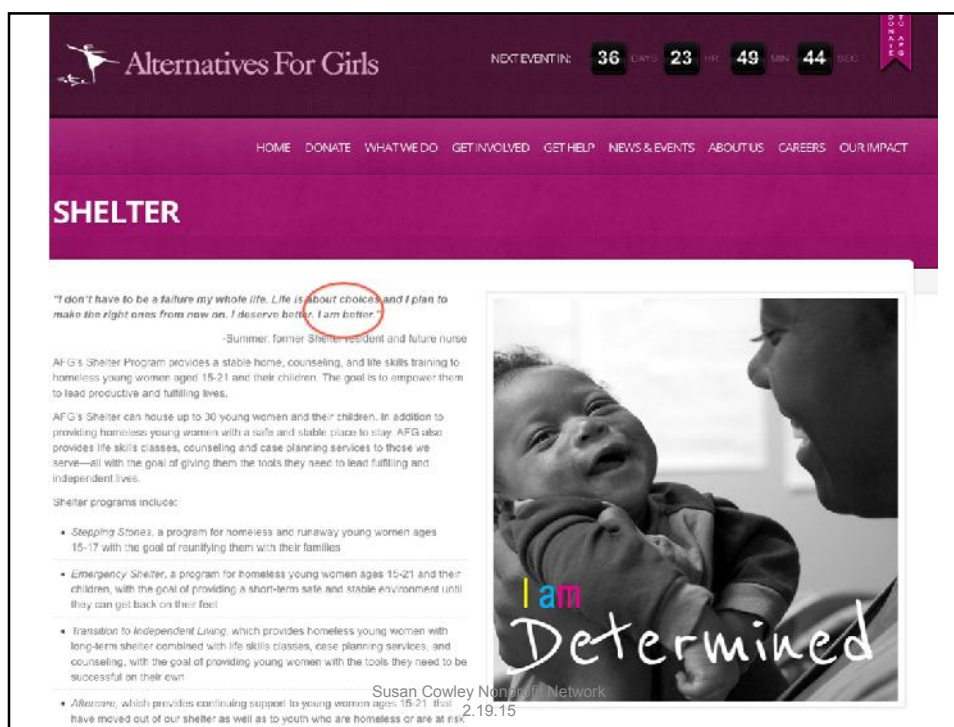 Alternatives For Girls
NEXT EVENT IN: 36 DAYS 23 HR 49 MIN 44 SEC
DONATE TO AFG
HOME DONATE WHAT WE DO GET INVOLVED GET HELP NEWS & EVENTS ABOUT US CAREERS OUR IMPACT
SHELTER
"I don't have to be a failure my whole life. Life is about choices and I plan to
make the right ones from now on. I deserve better. I am better."
-Summer, former Shelter resident and future nurse
AFG's Shelter Program provides a stable home, counseling, and life skills training to
homeless young women aged 15-21 and their children. The goal is to empower them
to lead productive and fulfilling lives.
AFG's Shelter can house up to 30 young women and their children. In addition to
providing homeless young women with a safe and stable place to stay, AFG also
provides life skills classes, counseling and case planning services to those we
serve—all with the goal of giving them the tools they need to lead fulfilling and
independent lives.
Shelter programs include:
• Stepping Stones, a program for homeless and runaway young women ages
15-17 with the goal of reunifying them with their families
• Emergency Shelter, a program for homeless young women ages 15-21 and their
children, with the goal of providing a short-term safe and stable environment until
they can get back on their feet
• Transition to Independent Living, which provides homeless young women with
long-term shelter combined with life skills classes, case planning services, and
counseling, with the goal of providing young women with the tools they need to be
successful on their own
• Aftercare, which provides continuing support to young women ages 15-21 that
have moved out of our shelter as well as to youth who are homeless or are at risk
I am
Determined
Susan Cowley Nonprofit Network
2.19.15